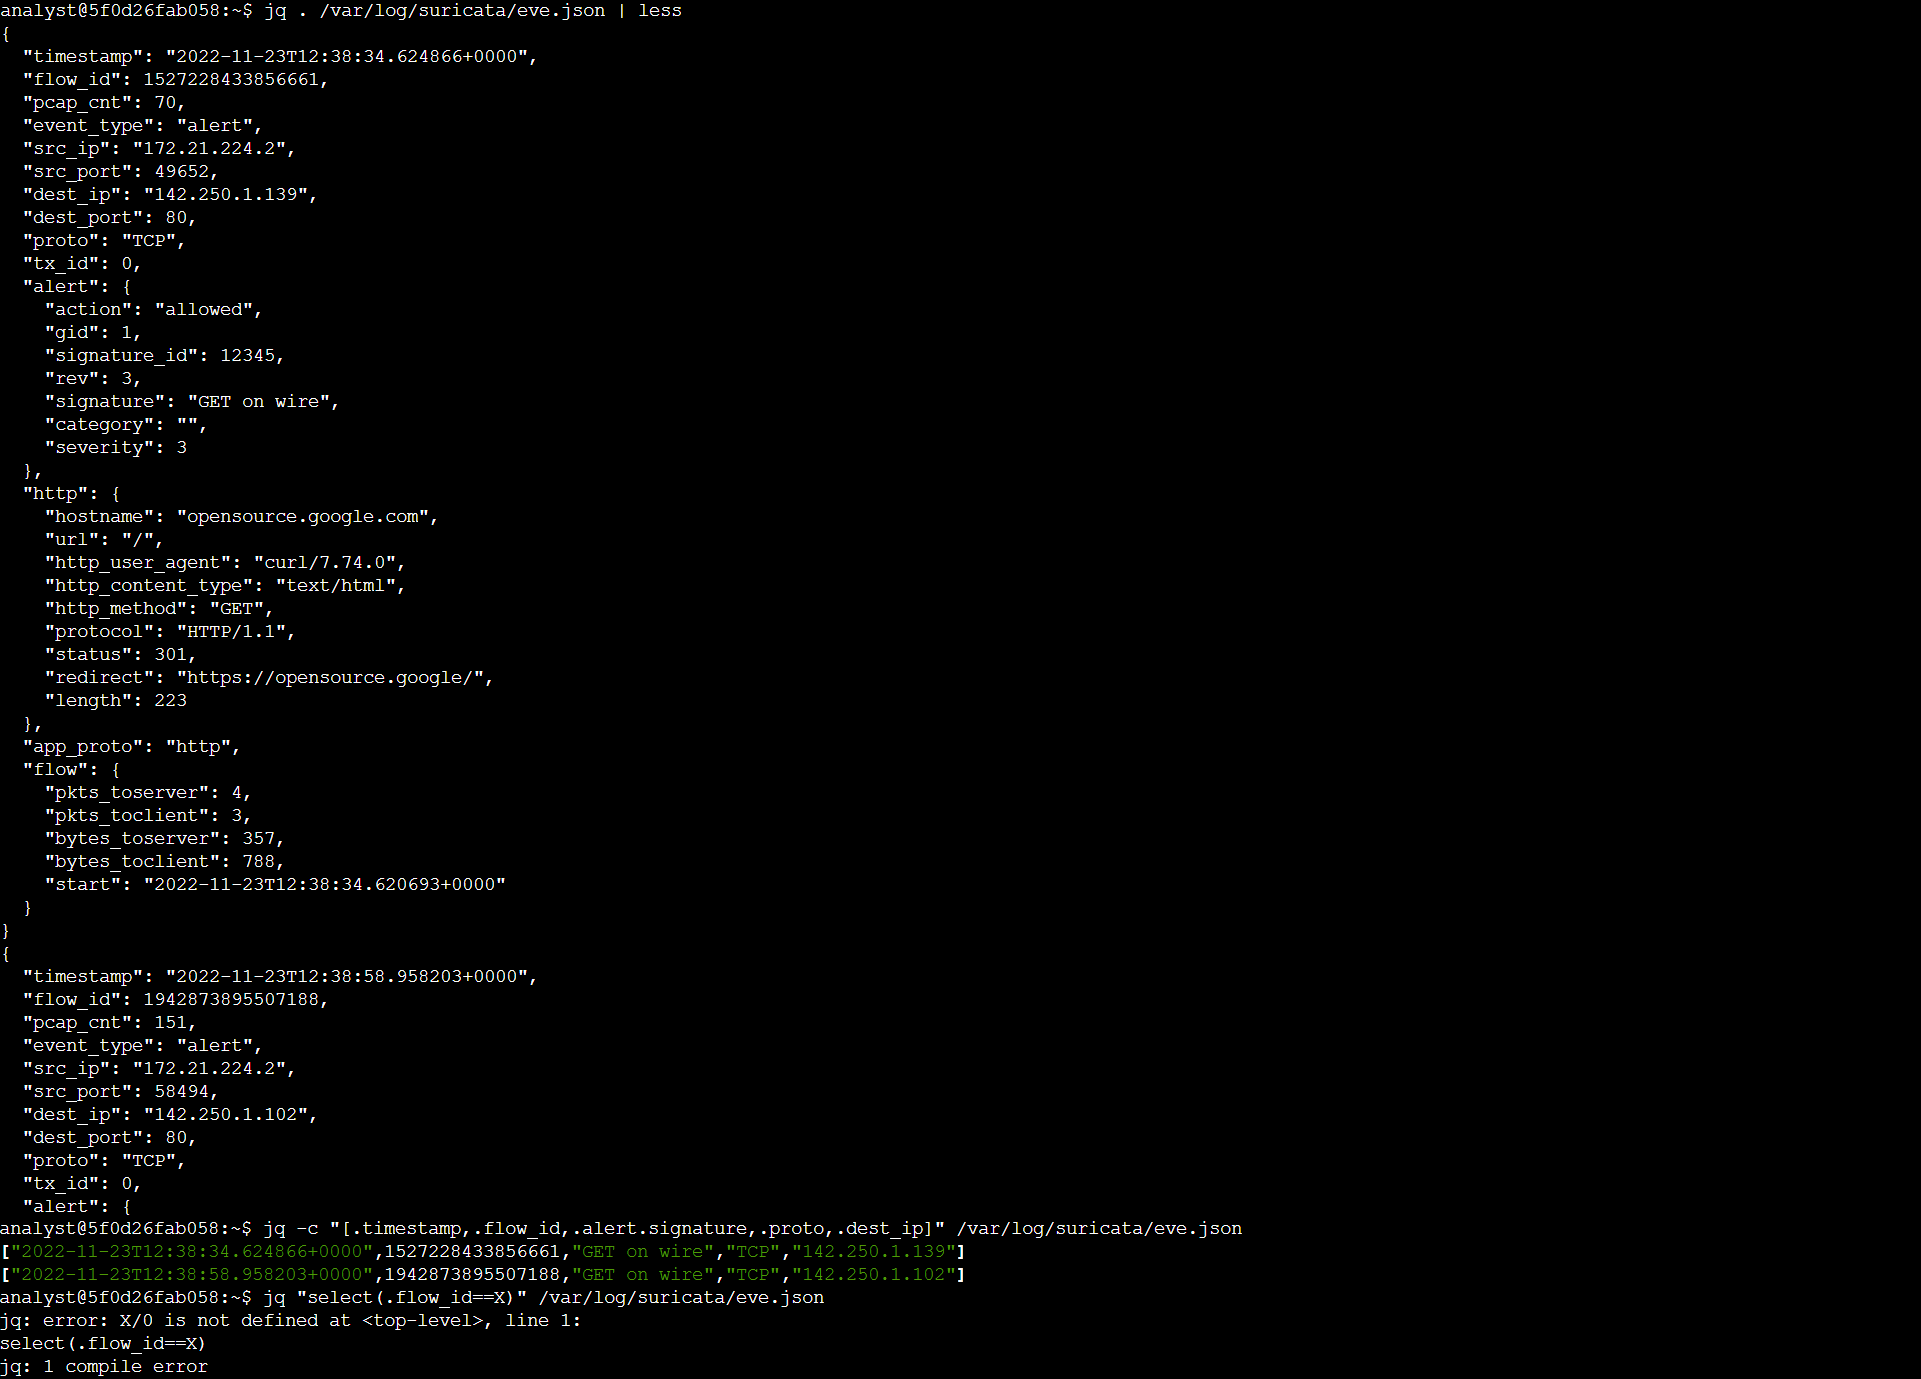 analyst@5f0d26fab058:~$ jq . /var/log/suricata/eve.json | less
{
  "timestamp": "2022-11-23T12:38:34.624866+0000",
  "flow_id": 1527228433856661,
  "pcap_cnt": 70,
  "event_type": "alert",
  "src_ip": "172.21.224.2",
  "src_port": 49652,
  "dest_ip": "142.250.1.139",
  "dest_port": 80,
  "proto": "TCP",
  "tx_id": 0,
  "alert": {
    "action": "allowed",
    "gid": 1,
    "signature_id": 12345,
    "rev": 3,
    "signature": "GET on wire",
    "category": "",
    "severity": 3
  },
  "http": {
    "hostname": "opensource.google.com",
    "url": "/",
    "http_user_agent": "curl/7.74.0",
    "http_content_type": "text/html",
    "http_method": "GET",
    "protocol": "HTTP/1.1",
    "status": 301,
    "redirect": "https://opensource.google/",
    "length": 223
  },
  "app_proto": "http",
  "flow": {
    "pkts_toserver": 4,
    "pkts_toclient": 3,
    "bytes_toserver": 357,
    "bytes_toclient": 788,
    "start": "2022-11-23T12:38:34.620693+0000"
  }
}
{
  "timestamp": "2022-11-23T12:38:58.958203+0000",
  "flow_id": 1942873895507188,
  "pcap_cnt": 151,
  "event_type": "alert",
  "src_ip": "172.21.224.2",
  "src_port": 58494,
  "dest_ip": "142.250.1.102",
  "dest_port": 80,
  "proto": "TCP",
  "tx_id": 0,
  "alert": {
analyst@5f0d26fab058:~$ jq -c "[.timestamp,.flow_id,.alert.signature,.proto,.dest_ip]" /var/log/suricata/eve.json
["2022-11-23T12:38:34.624866+0000",1527228433856661,"GET on wire","TCP","142.250.1.139"]
["2022-11-23T12:38:58.958203+0000",1942873895507188,"GET on wire","TCP","142.250.1.102"]
analyst@5f0d26fab058:~$ jq "select(.flow_id==X)" /var/log/suricata/eve.json
jq: error: X/0 is not defined at <top-level>, line 1:
select(.flow_id==X)
jq: 1 compile error